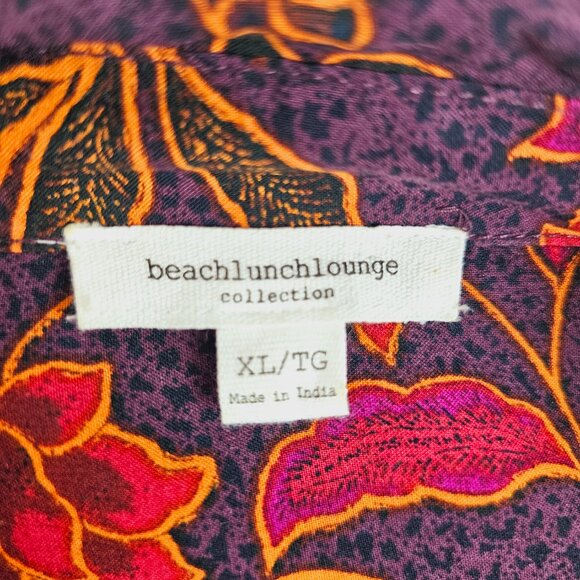 beachlunchlounge
collection
XL/TG
Made in India